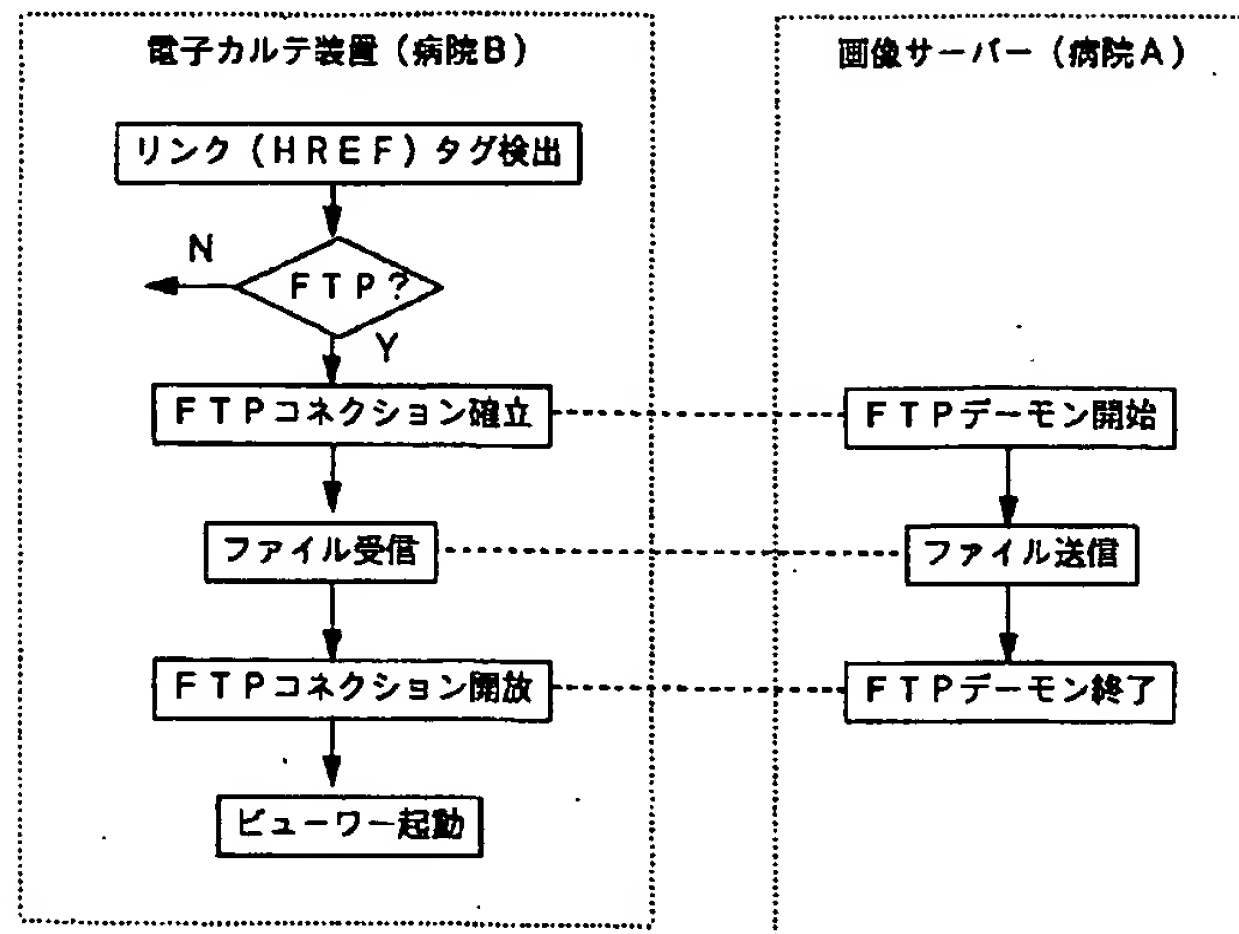 電子カルテ装置（病院B）
リンク（HREF）タグ検出
N
FTP？
Y
FTPコネクション確立
ファイル受信
FTPコネクション開放
ビューワー起動
画像サーバー（病院A）
FTPデーモン開始
ファイル送信
FTPデーモン終了